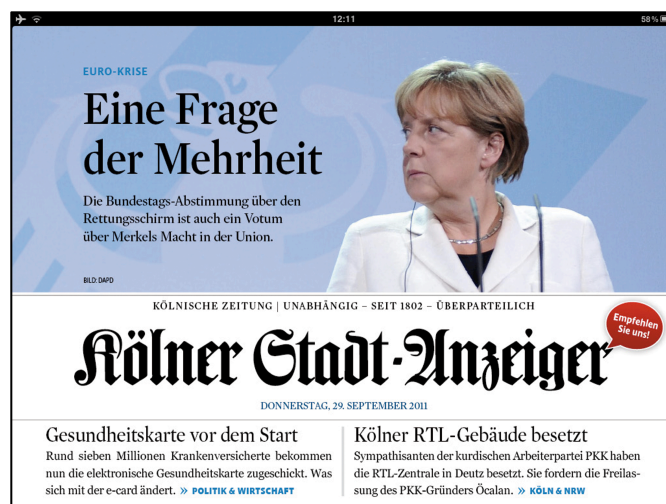 12:11
58 %
EURO-KRISE
Eine Frage
der Mehrheit
Die Bundestags-Abstimmung über den
Rettungsschirm ist auch ein Votum
über Merkels Macht in der Union.
BILD: DAPD
KÖLNISCHE ZEITUNG | UNABHÄNGIG – SEIT 1802 – ÜBERPARTEILICH
Empfehlen
Sie uns!
Kölner Stadt-Anzeiger
DONNERSTAG, 29. SEPTEMBER 2011
Gesundheitskarte vor dem Start
Rund sieben Millionen Krankenversicherte bekommen
nun die elektronische Gesundheitskarte zugeschickt. Was
sich mit der e-card ändert. » POLITIK & WIRTSCHAFT
Kölner RTL-Gebäude besetzt
Sympathisanten der kurdischen Arbeiterpartei PKK haben
die RTL-Zentrale in Deutz besetzt. Sie fordern die Freilas-
sung des PKK-Gründers Öcalan. » KÖLN & NRW